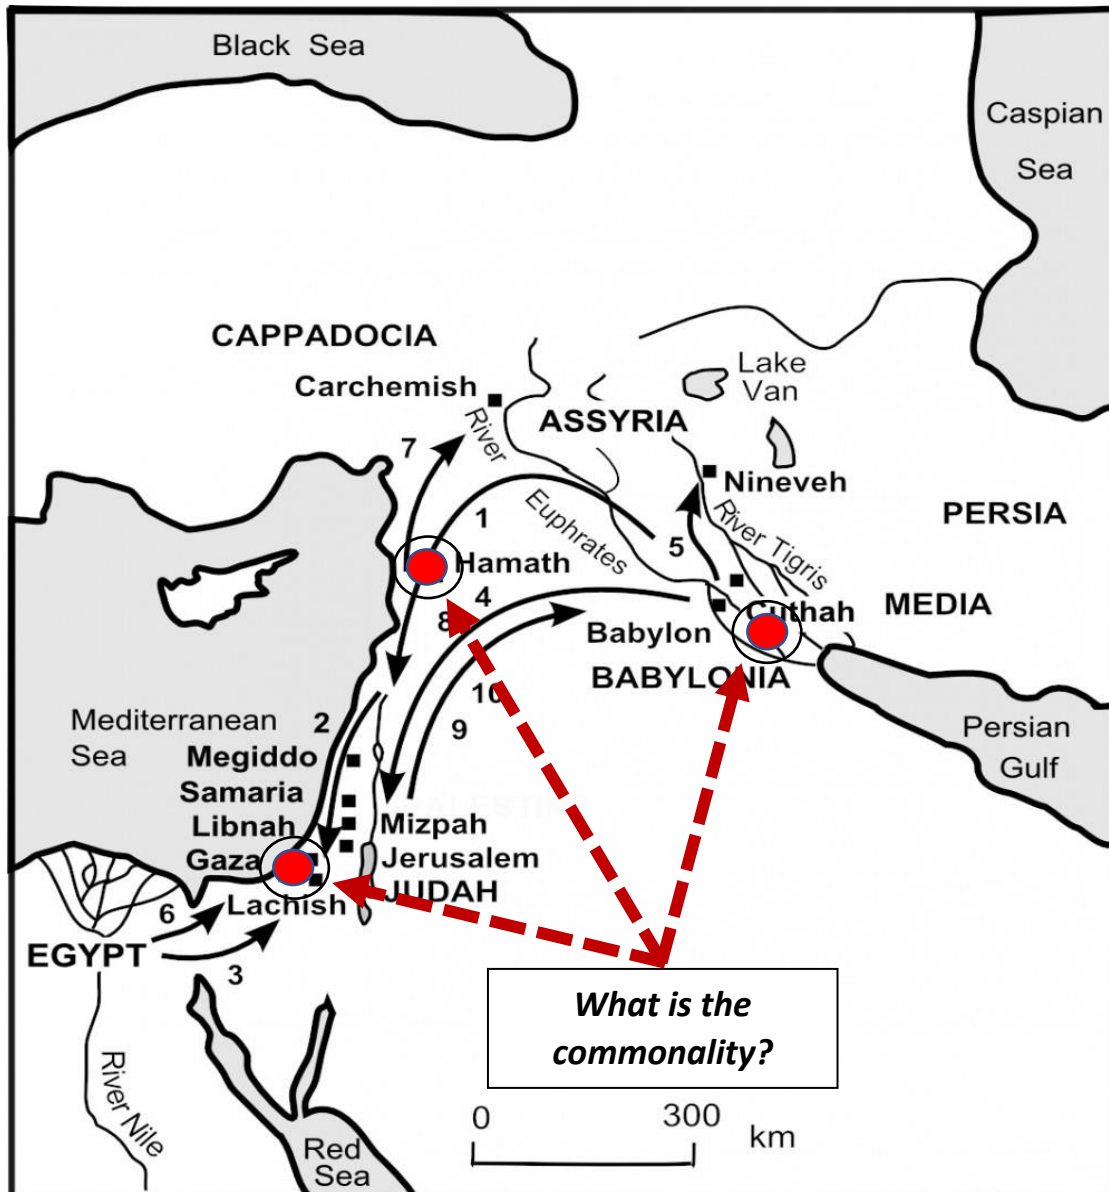 Black Sea
Caspian
Sea
CAPPADOCIA
Lake
Van
Carchemish
River
ASSYRIA
7
Nineveh
1
Euphrates
River Tigris
PERSIA
5
Hamath
4
8
Cuthah
MEDIA
Babylon
BABYLONIA
10
Mediterranean
Sea
2
9
Persian
Gulf
Megiddo
Samaria
Libnah
Mizpah
Gaza
Jerusalem
JUDAH
Lachish
6
EGYPT
3
What is the
commonality?
River Nile
0
300
km
Red
Sea